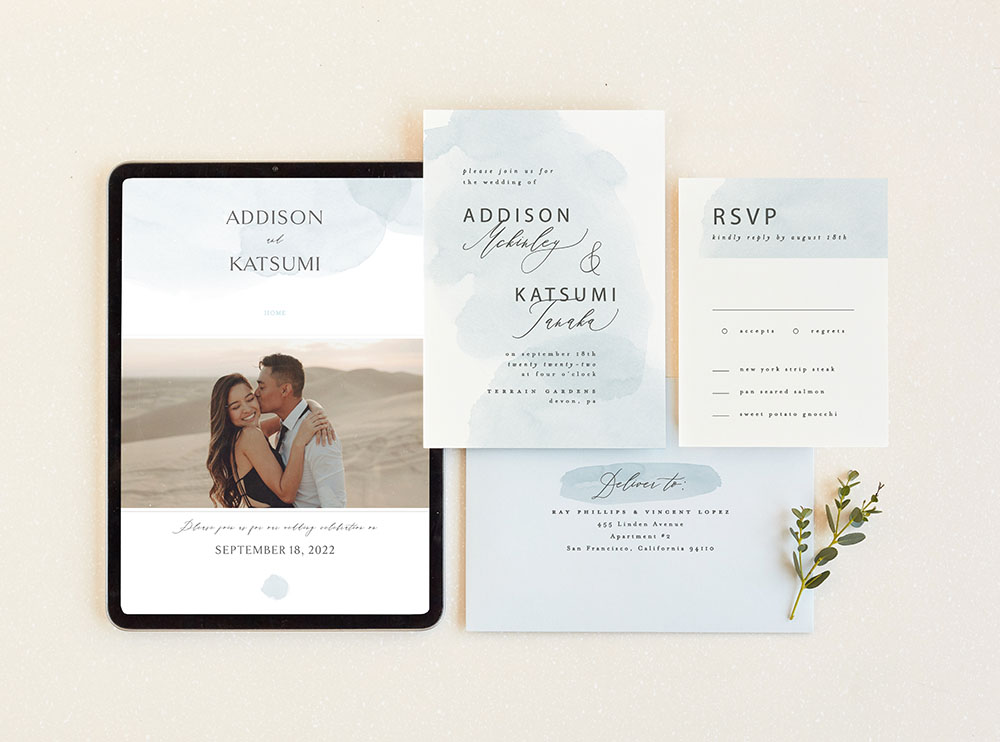 ADDISON
and
KATSUMI
HOME
Please join us for our wedding celebration on
SEPTEMBER 18, 2022
please join us for
the wedding of
ADDISON
Mckinley
&
KATSUMI
Tanaka
on september 18th
twenty twenty-two
at four o'clock
TERRAIN GARDENS
devon, pa
RSVP
kindly reply by august 18th
accepts regrets
new york strip steak
pan seared salmon
sweet potato gnocchi
Deliver to:
RAY PHILLIPS & VINCENT LOPEZ
455 Linden Avenue
Apartment #2
San Francisco, California 94110